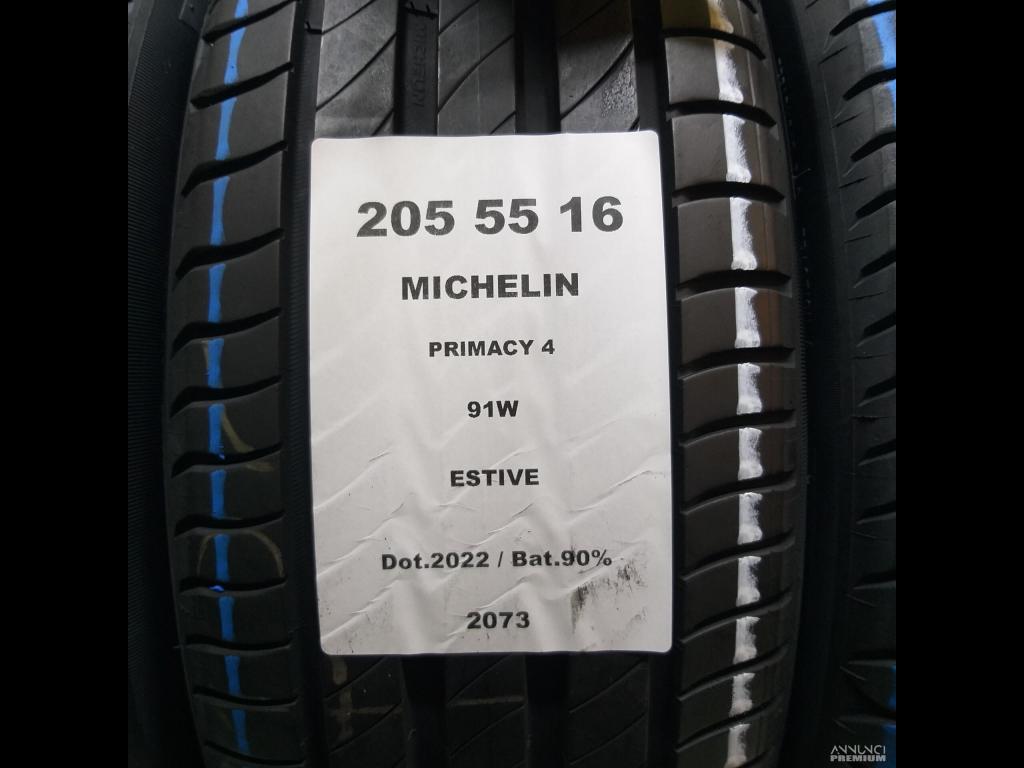 205 55 16
MICHELIN
PRIMACY 4
91W
ESTIVE
Dot.2022 / Bat.90%
2073
ANNUNCI
PREMIUM